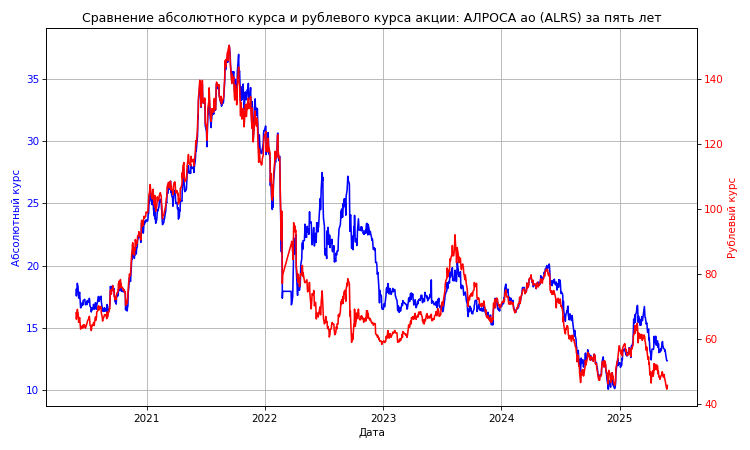 Сравнение абсолютного курса и рублевого курса акции: АЛРОСА ао (ALRS) за пять лет
35
30
25
20
15
10
Абсолютный курс
140
120
100
80
60
40
Рублевый курс
2021 2022 2023 2024 2025
Дата